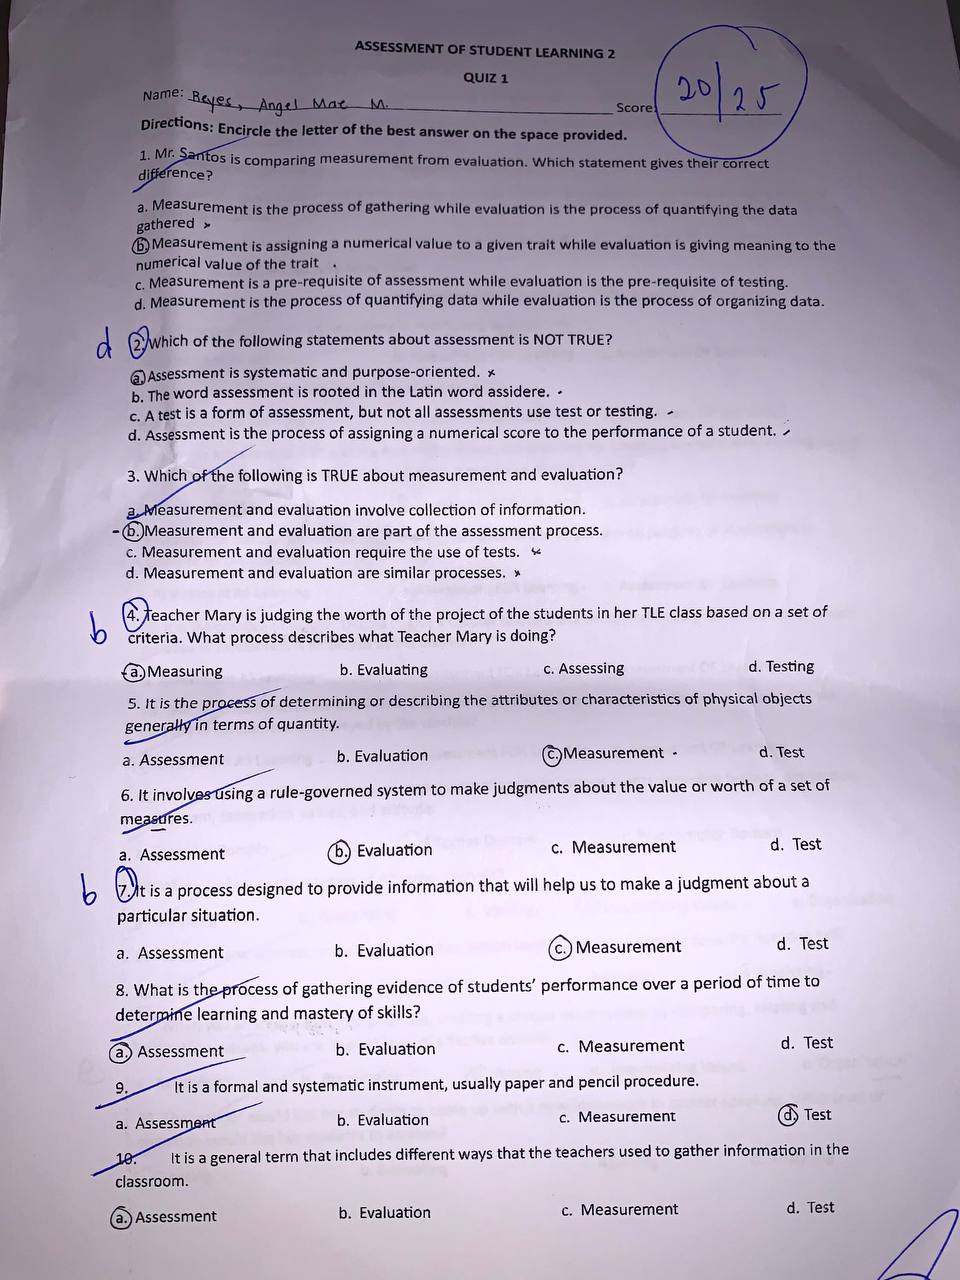 ASSESSMENT OF STUDENT LEARNING 2
QUIZ 1
Name: Reyes, Angel Mae M. Score: 20/25
Directions: Encircle the letter of the best answer on the space provided.
1. Mr. Santos is comparing measurement from evaluation. Which statement gives their correct
difference?
a. Measurement is the process of gathering while evaluation is the process of quantifying the data
gathered
b. Measurement is assigning a numerical value to a given trait while evaluation is giving meaning to the
numerical value of the trait .
c. Measurement is a pre-requisite of assessment while evaluation is the pre-requisite of testing.
d. Measurement is the process of quantifying data while evaluation is the process of organizing data.
d 2. Which of the following statements about assessment is NOT TRUE?
a. Assessment is systematic and purpose-oriented. x
b. The word assessment is rooted in the Latin word assidere.
c. A test is a form of assessment, but not all assessments use test or testing.
d. Assessment is the process of assigning a numerical score to the performance of a student.
3. Which of the following is TRUE about measurement and evaluation?
a. Measurement and evaluation involve collection of information.
b. Measurement and evaluation are part of the assessment process.
c. Measurement and evaluation require the use of tests. x
d. Measurement and evaluation are similar processes. x
b 4. Teacher Mary is judging the worth of the project of the students in her TLE class based on a set of
criteria. What process describes what Teacher Mary is doing?
a. Measuring b. Evaluating c. Assessing d. Testing
5. It is the process of determining or describing the attributes or characteristics of physical objects
generally in terms of quantity.
a. Assessment b. Evaluation c. Measurement d. Test
6. It involves using a rule-governed system to make judgments about the value or worth of a set of
measures.
a. Assessment b. Evaluation c. Measurement d. Test
b 7. It is a process designed to provide information that will help us to make a judgment about a
particular situation.
a. Assessment b. Evaluation c. Measurement d. Test
8. What is the process of gathering evidence of students' performance over a period of time to
determine learning and mastery of skills?
a. Assessment b. Evaluation c. Measurement d. Test
9. It is a formal and systematic instrument, usually paper and pencil procedure.
a. Assessment b. Evaluation c. Measurement d. Test
10. It is a general term that includes different ways that the teachers used to gather information in the
classroom.
a. Assessment b. Evaluation c. Measurement d. Test